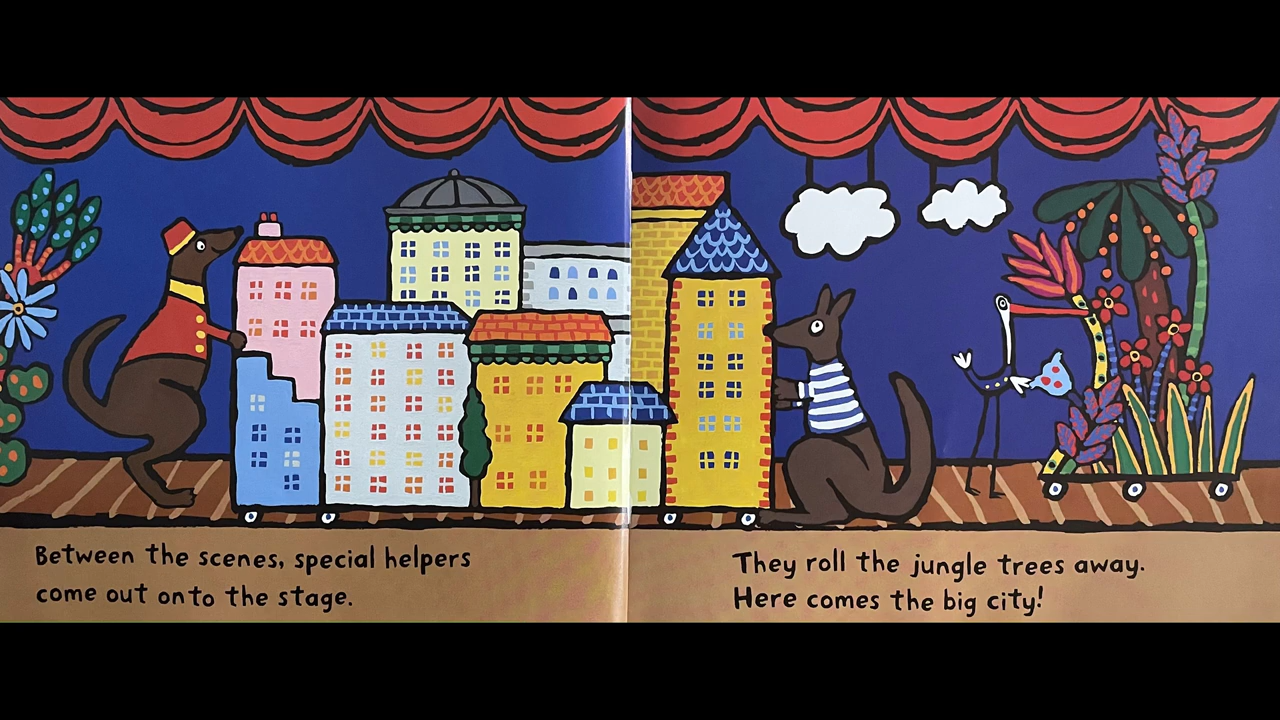 Between the scenes, special helpers
come out onto the stage.
They roll the jungle trees away.
Here comes the big city!